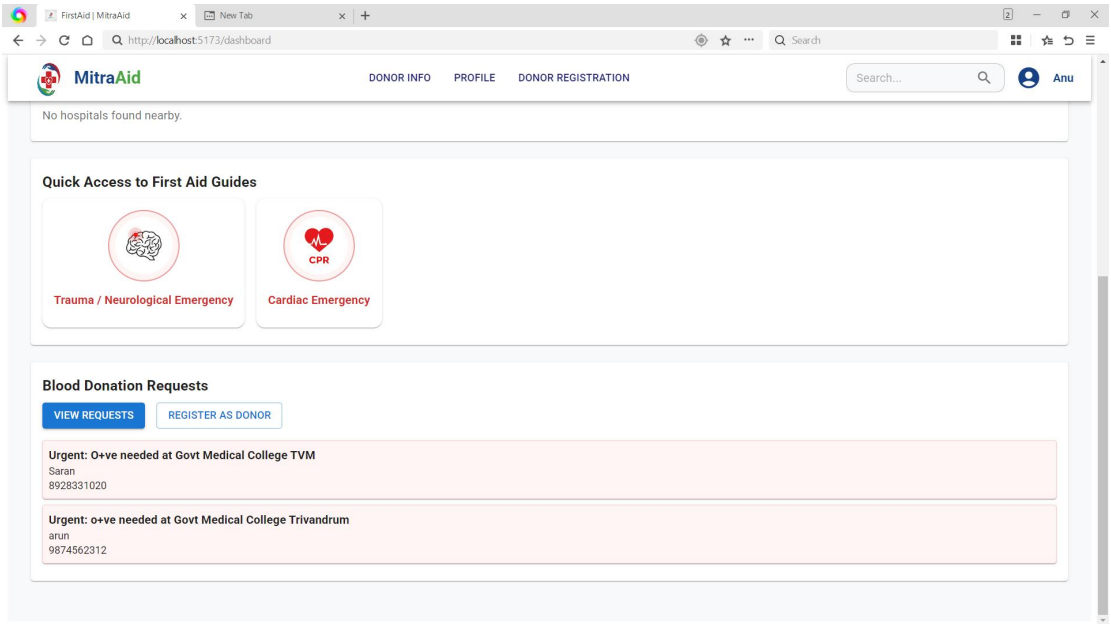 FirstAid | MitraAid
New Tab
2
http://localhost:5173/dashboard
Search
MitraAid
DONOR INFO PROFILE DONOR REGISTRATION
Search...
Anu
No hospitals found nearby.
Quick Access to First Aid Guides
CPR
Trauma / Neurological Emergency
Cardiac Emergency
Blood Donation Requests
VIEW REQUESTS REGISTER AS DONOR
Urgent: O+ve needed at Govt Medical College TVM
Saran
8928331020
Urgent: o+ve needed at Govt Medical College Trivandrum
arun
9874562312